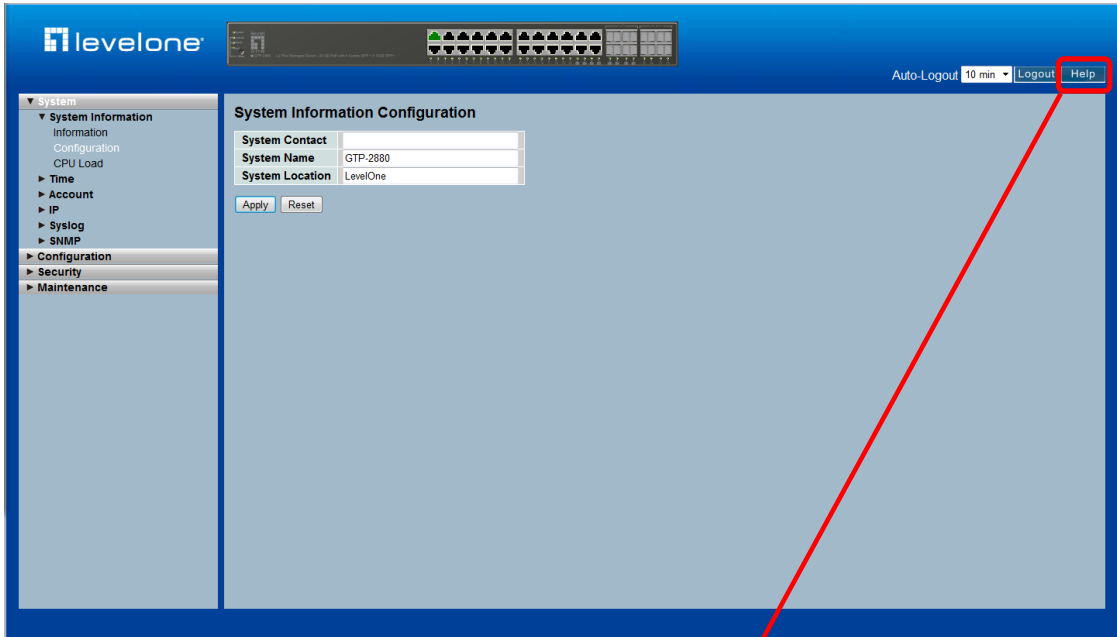 levelone
Auto-Logout 10 min Logout Help
System
System Information
Information
Configuration
CPU Load
Time
Account
IP
Syslog
SNMP
Configuration
Security
Maintenance
System Information Configuration
System Contact
System Name GTP-2880
System Location LevelOne
Apply Reset